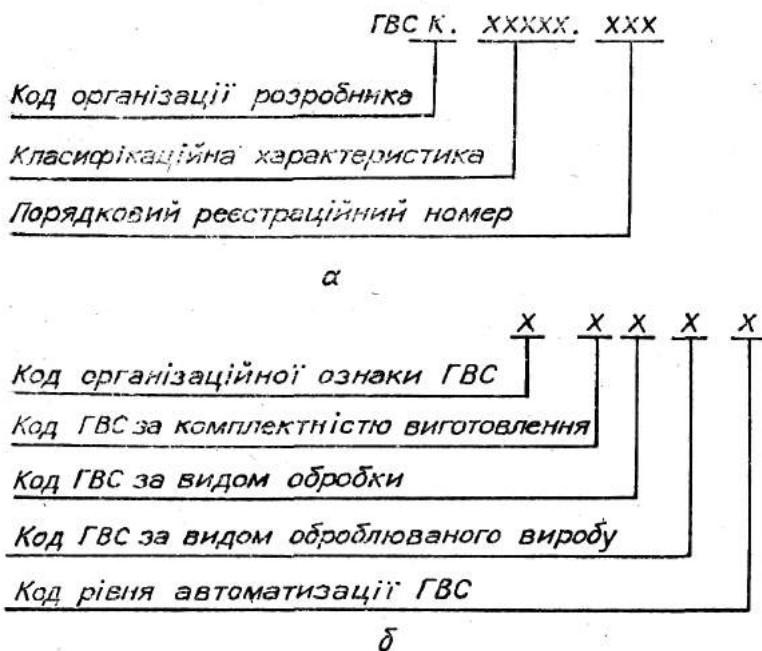 ГВС К. ХХХХХ. ХХХ
Код організації розробника
Класифікаційна характеристика
Порядковий реєстраційний номер
а
Х Х Х Х Х
Код організаційної ознаки ГВС
Код ГВС за комплектністю виготовлення
Код ГВС за видом обробки
Код ГВС за видом оброблюваного виробу
Код рівня автоматизації ГВС
б